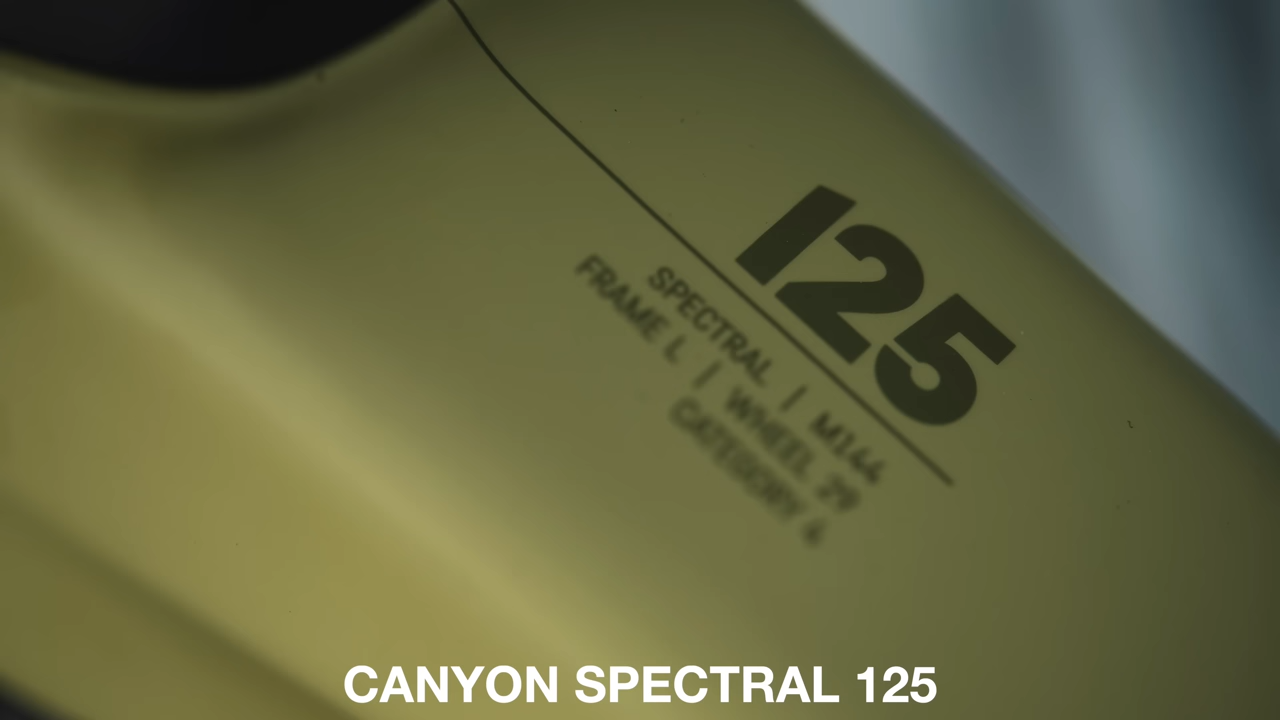 125
SPECTRAL | M144
FRAME L | WHEEL 29
CATEGORY 4
CANYON SPECTRAL 125